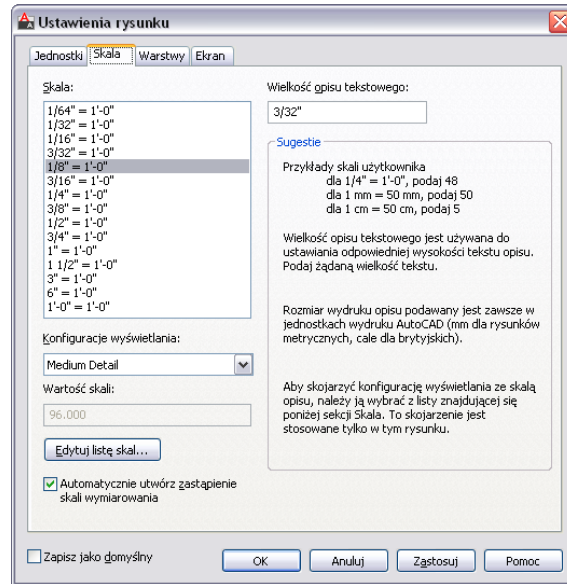 Ustawienia rysunku
Jednostki Skala Warstwy Ekran
Skala:
1/64" = 1'-0"
1/32" = 1'-0"
1/16" = 1'-0"
3/32" = 1'-0"
1/8" = 1'-0"
3/16" = 1'-0"
1/4" = 1'-0"
3/8" = 1'-0"
1/2" = 1'-0"
3/4" = 1'-0"
1" = 1'-0"
1 1/2" = 1'-0"
3" = 1'-0"
6" = 1'-0"
1'-0" = 1'-0"
Konfiguracje wyświetlania:
Medium Detail
Wartość skali:
96.000
Edytuj listę skal...
Automatycznie utwórz zastąpienie
skali wymiarowania
Wielkość opisu tekstowego:
3/32"
Sugestie
Przykłady skali użytkownika
dla 1/4" = 1'-0", podaj 48
dla 1 mm = 50 mm, podaj 50
dla 1 cm = 50 cm, podaj 5
Wielkość opisu tekstowego jest używana do
ustawiania odpowiedniej wysokości tekstu opisu.
Podaj żądaną wielkość tekstu.
Rozmiar wydruku opisu podawany jest zawsze w
jednostkach wydruku AutoCAD (mm dla rysunków
metrycznych, cale dla brytyjskich).
Aby skojarzyć konfigurację wyświetlania ze skalą
opisu, należy ją wybrać z listy znajdującej się
poniżej sekcji Skala. To skojarzenie jest
stosowane tylko w tym rysunku.
Zapisz jako domyślny
OK Anuluj Zastosuj Pomoc